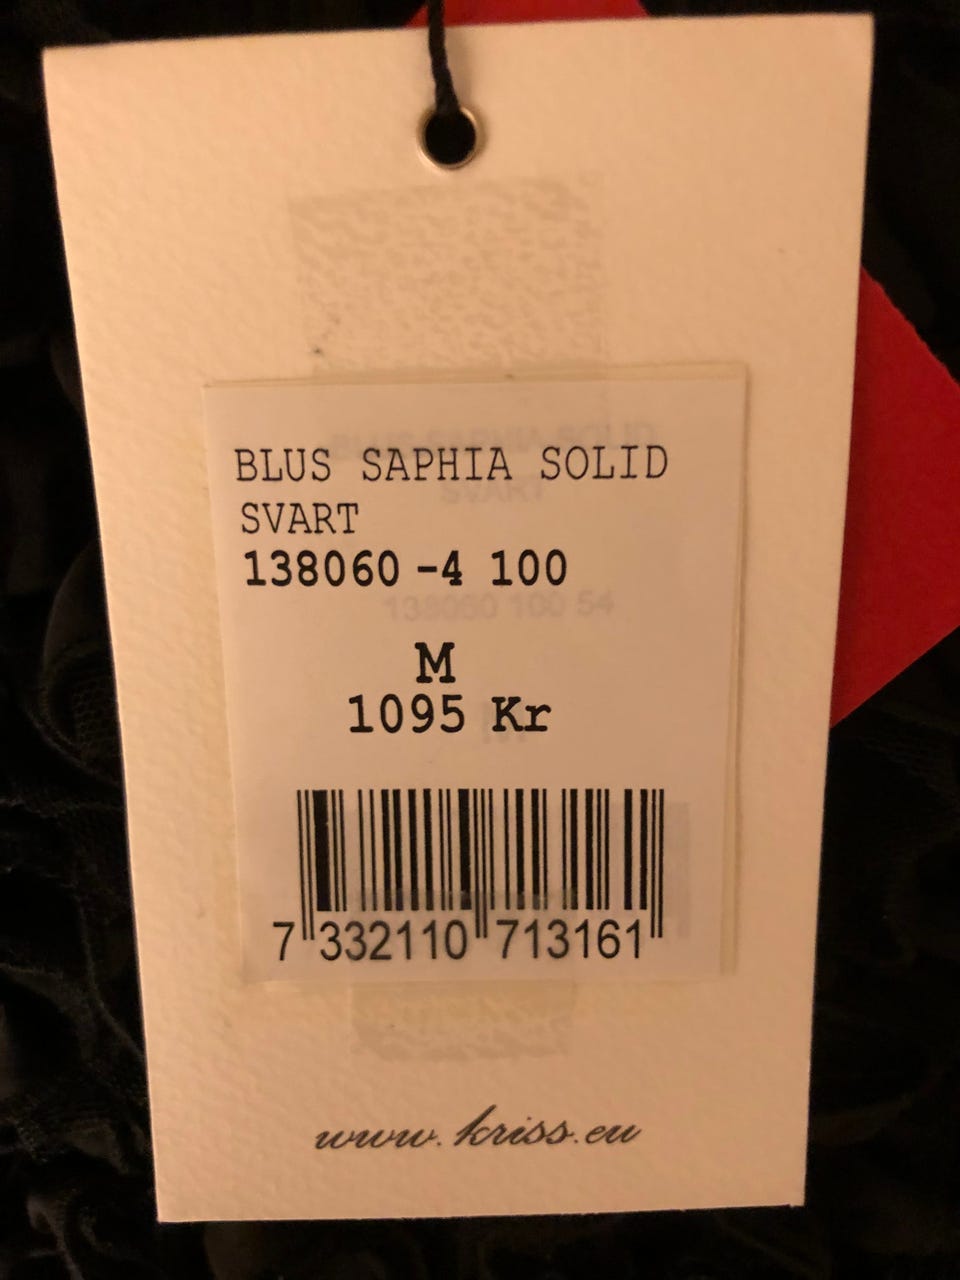 BLUS SAPHIA SOLID
SVART
138060 -4 100
M
1095 Kr
7 332110 713161
www.kriss.eu